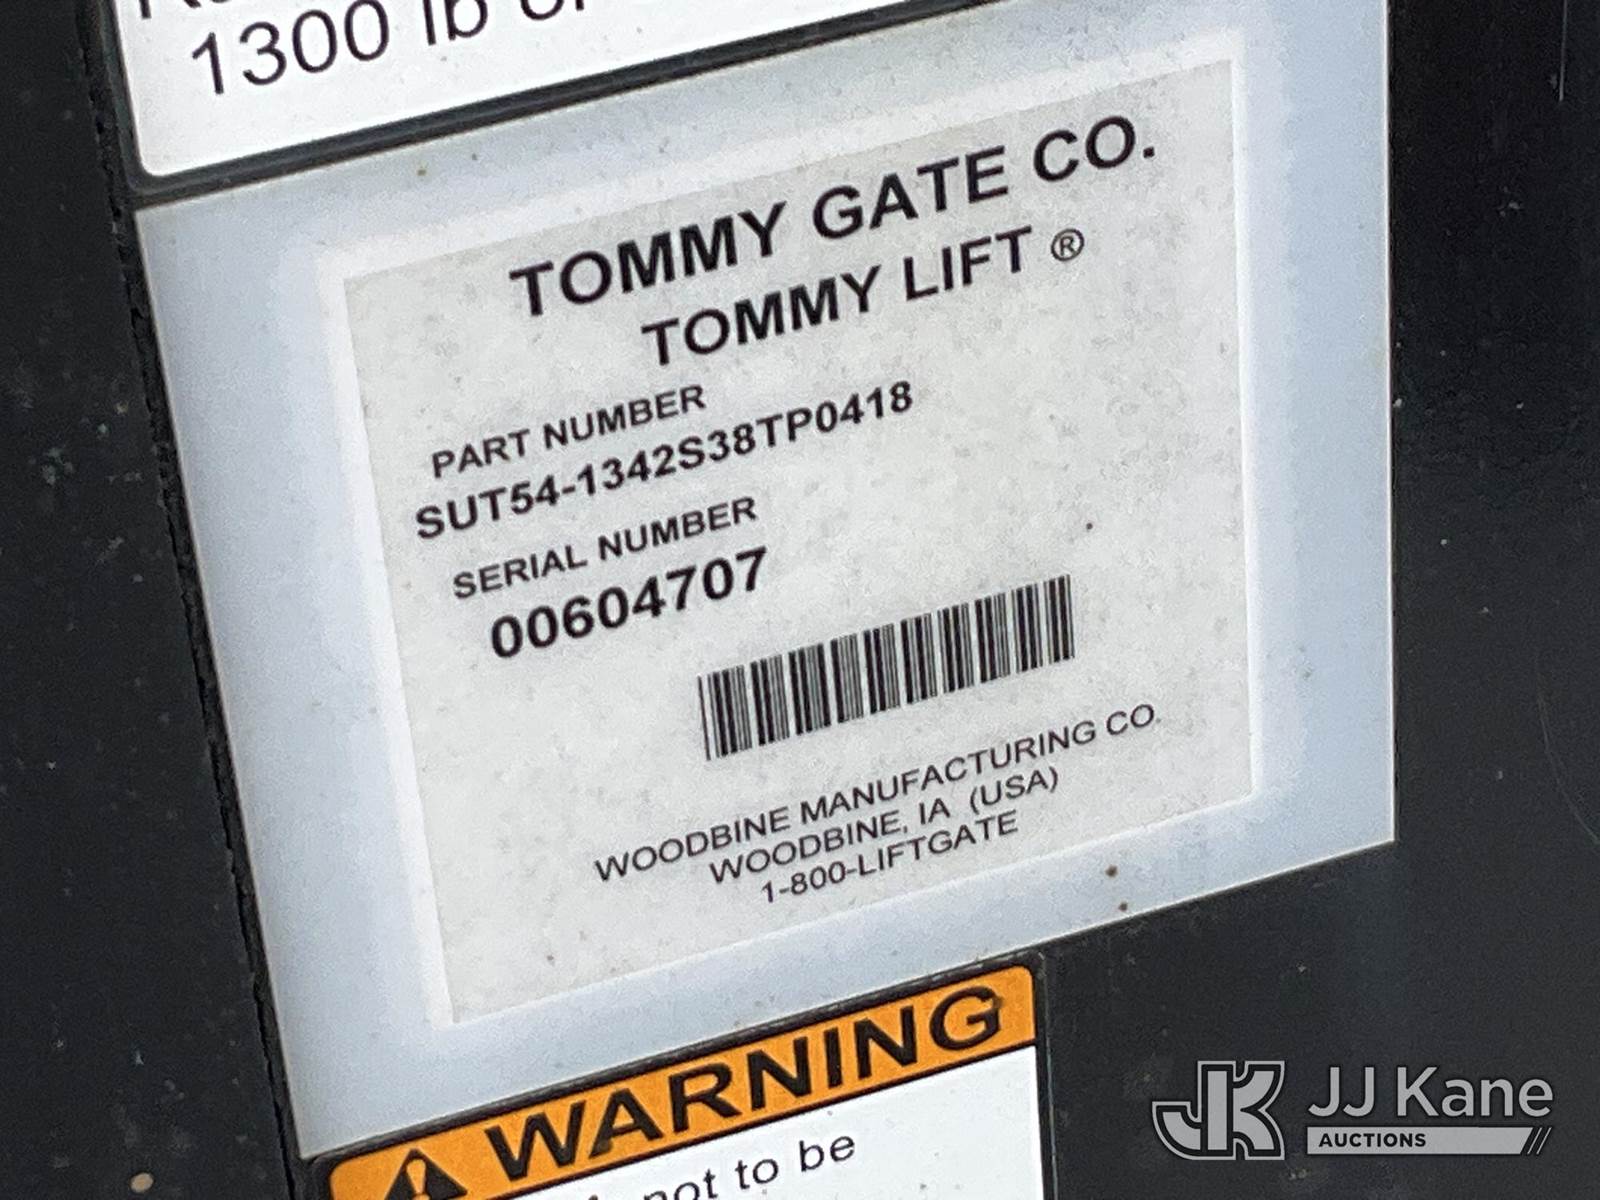 1300 lb
TOMMY GATE CO.
TOMMY LIFT ®
PART NUMBER
SUT54-1342S38TP0418
SERIAL NUMBER
00604707
WOODBINE MANUFACTURING CO.
WOODBINE, IA (USA)
1-800-LIFTGATE
WARNING
not to be
JK JJ Kane
AUCTIONS